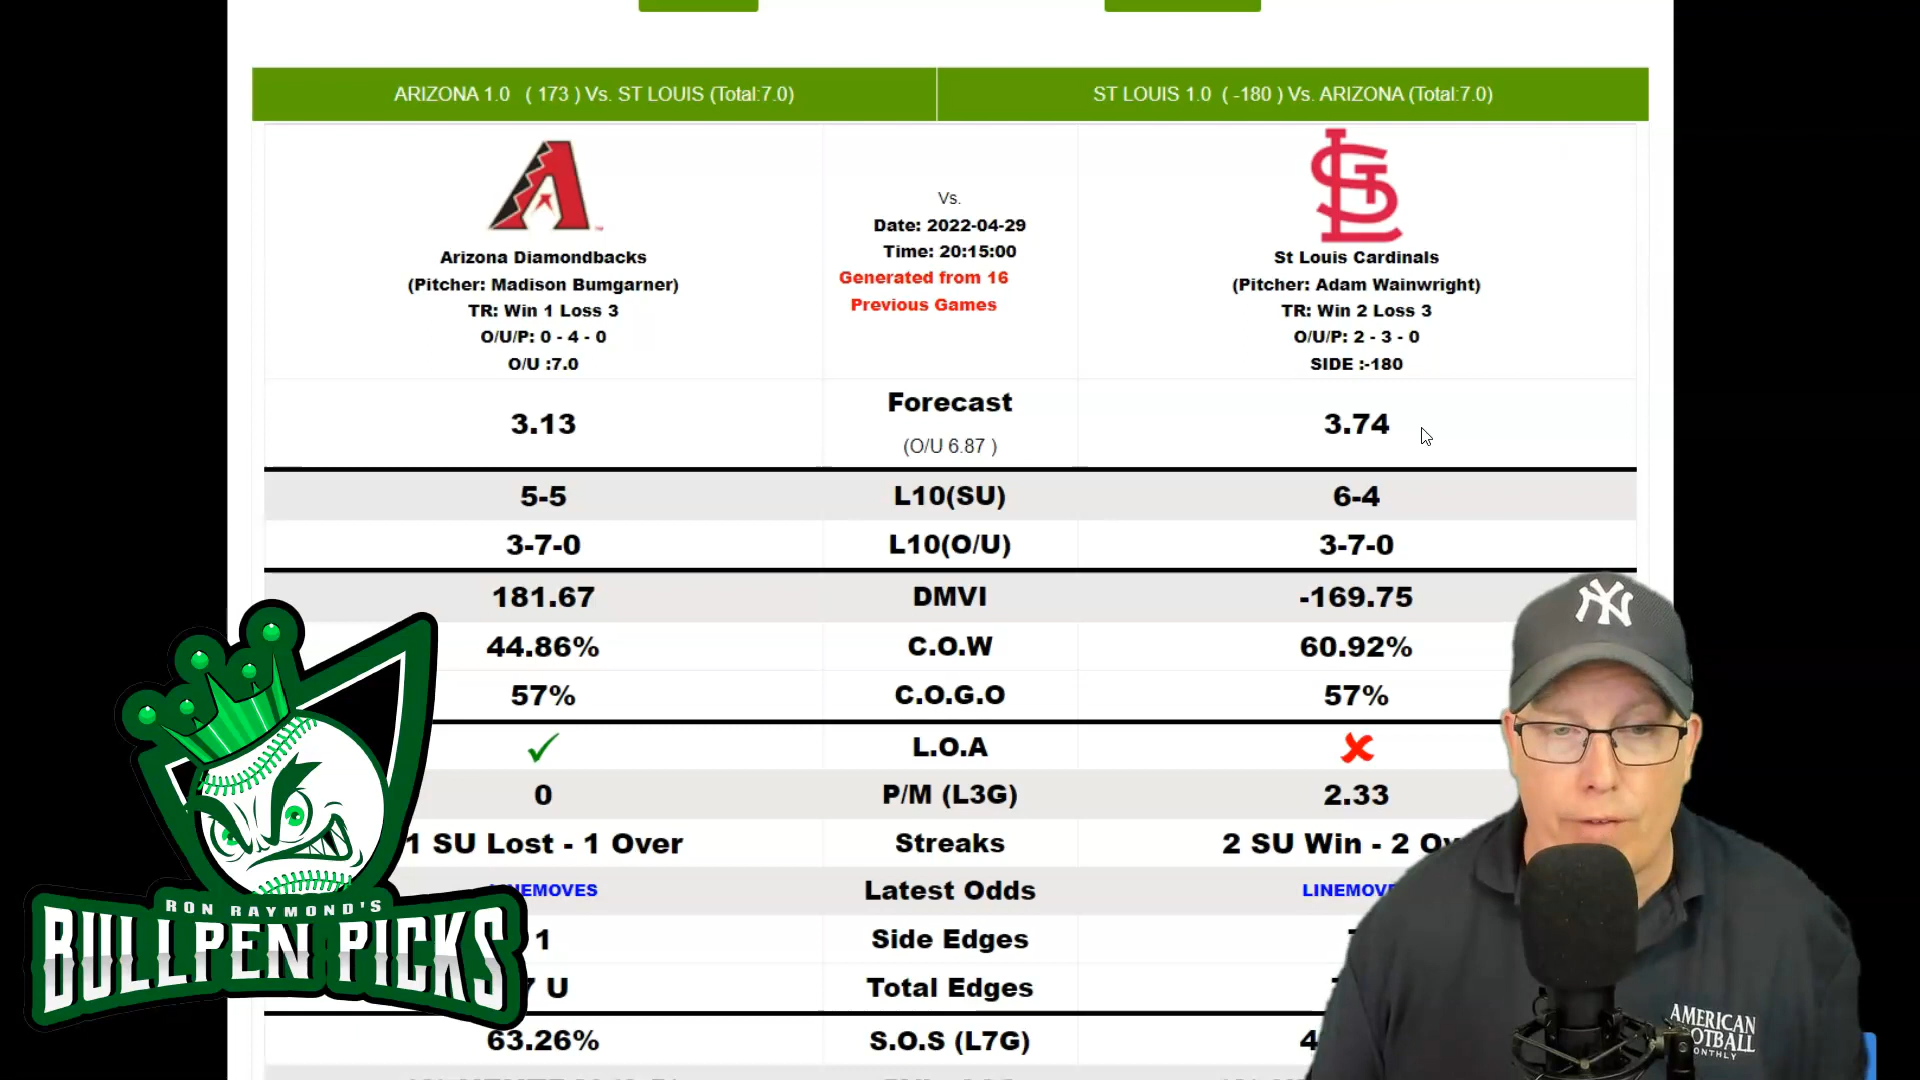 ARIZONA 1.0 ( 173 ) Vs. ST LOUIS (Total:7.0)
ST LOUIS 1.0 ( -180 ) Vs. ARIZONA (Total:7.0)
Arizona Diamondbacks
(Pitcher: Madison Bumgarner)
TR: Win 1 Loss 3
O/U/P: 0 - 4 - 0
O/U :7.0
Vs.
Date: 2022-04-29
Time: 20:15:00
Generated from 16
Previous Games
St Louis Cardinals
(Pitcher: Adam Wainwright)
TR: Win 2 Loss 3
O/U/P: 2 - 3 - 0
SIDE :-180
3.13 Forecast 3.74
(O/U 6.87 )
5-5 L10(SU) 6-4
3-7-0 L10(O/U) 3-7-0
181.67 DMVI -169.75
44.86% C.O.W 60.92%
57% C.O.G.O 57%
L.O.A
0 P/M (L3G) 2.33
1 SU Lost - 1 Over Streaks 2 SU Win - 2
Latest Odds
1 Side Edges
U Total Edges
63.26% S.O.S (L7G) 4
RON RAYMOND'S
BULLPEN PICKS
NY
AMERICAN